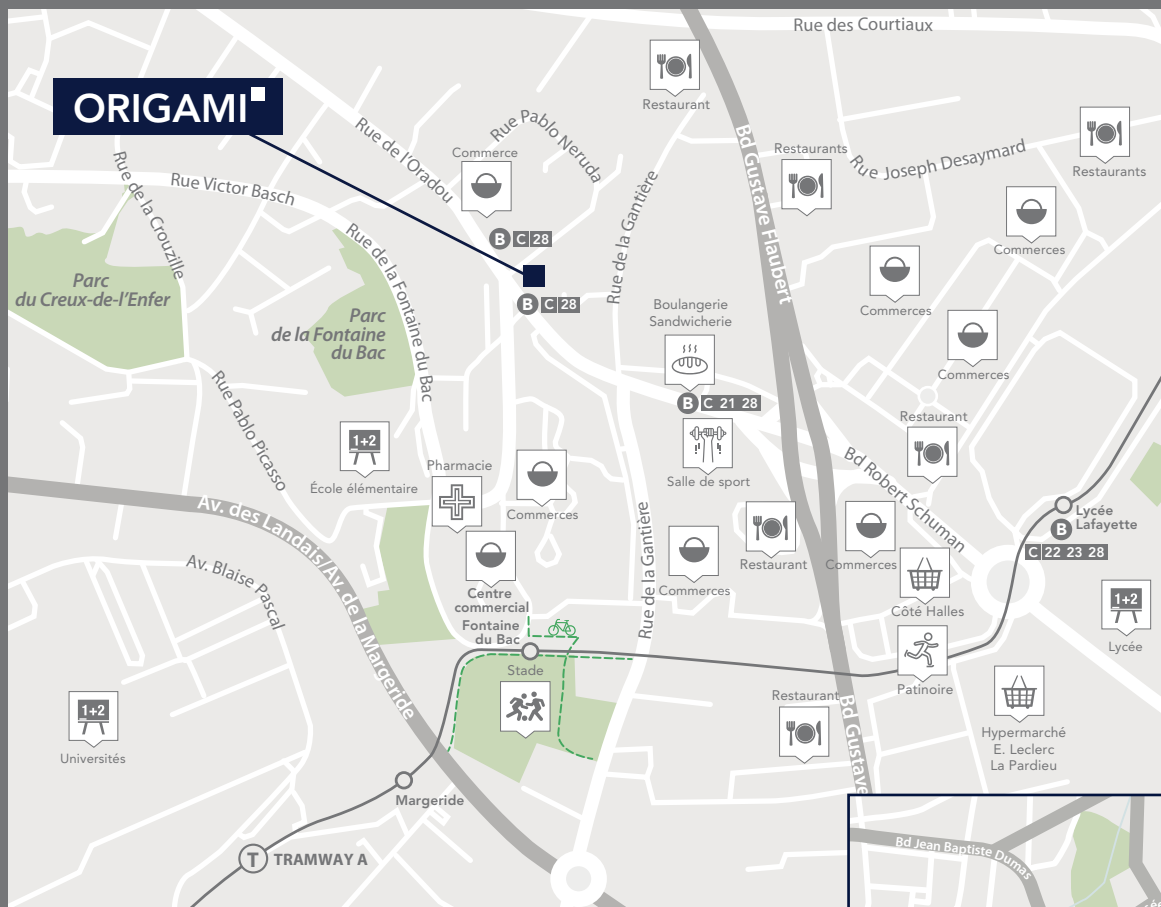 Rue des Courtiaux
ORIGAMI
Restaurant
Rue Pablo Neruda
Rue de l'Oradou
Commerce
Bd Gustave Flaubert
Restaurants
Rue Joseph Desaymard
Restaurants
Rue de la Crouzille
Rue Victor Basch
Rue de la Gantière
Commerces
B C 28
Rue de la Fontaine du Bac
Parc
du Creux-de-l'Enfer
B C 28
Commerces
Boulangerie
Sandwicherie
Parc
de la Fontaine
du Bac
Commerces
Rue Pablo Picasso
B C 21 28
Restaurant
1+2
École élémentaire
Pharmacie
Commerces
Salle de sport
Bd Robert Schuman
Av. des Landais/Av. de la Margeride
Rue de la Gantière
Restaurant
Commerces
Commerces
Lycée
Lafayette
B
C 22 23 28
Av. Blaise Pascal
Centre
commercial
Fontaine
du Bac
Côté Halles
1+2
Lycée
Stade
Patinoire
Restaurant
Bd Gustave
1+2
Universités
Hypermarché
E. Leclerc
La Pardieu
Margeride
T TRAMWAY A
Bd Jean Baptiste Dumas